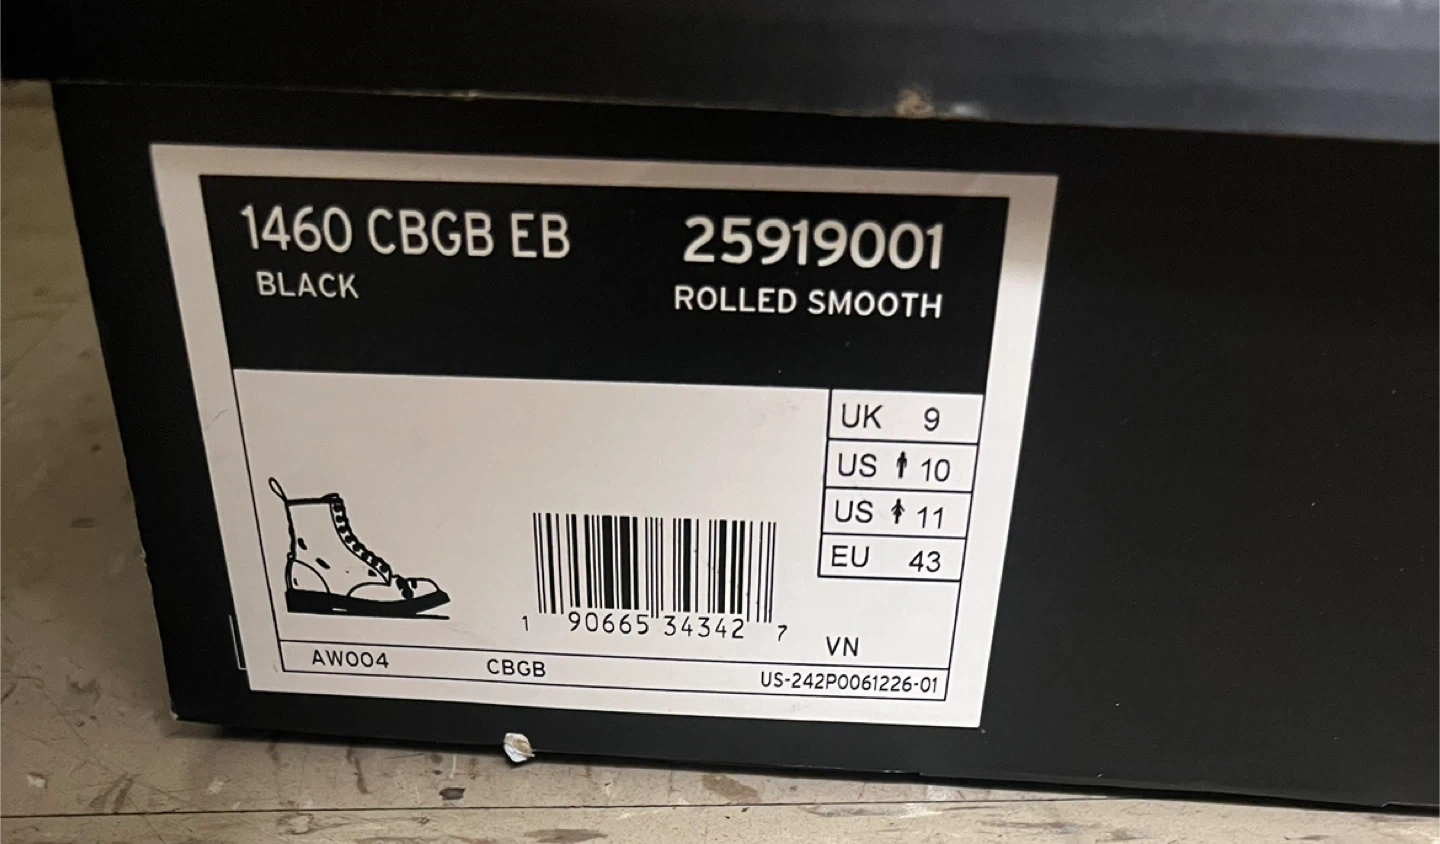 1460 CBGB EB 25919001
BLACK ROLLED SMOOTH
UK 9
US 10
US 11
EU 43
1 90665 34342 7
VN
AW004 CBGB US-242P0061226-01